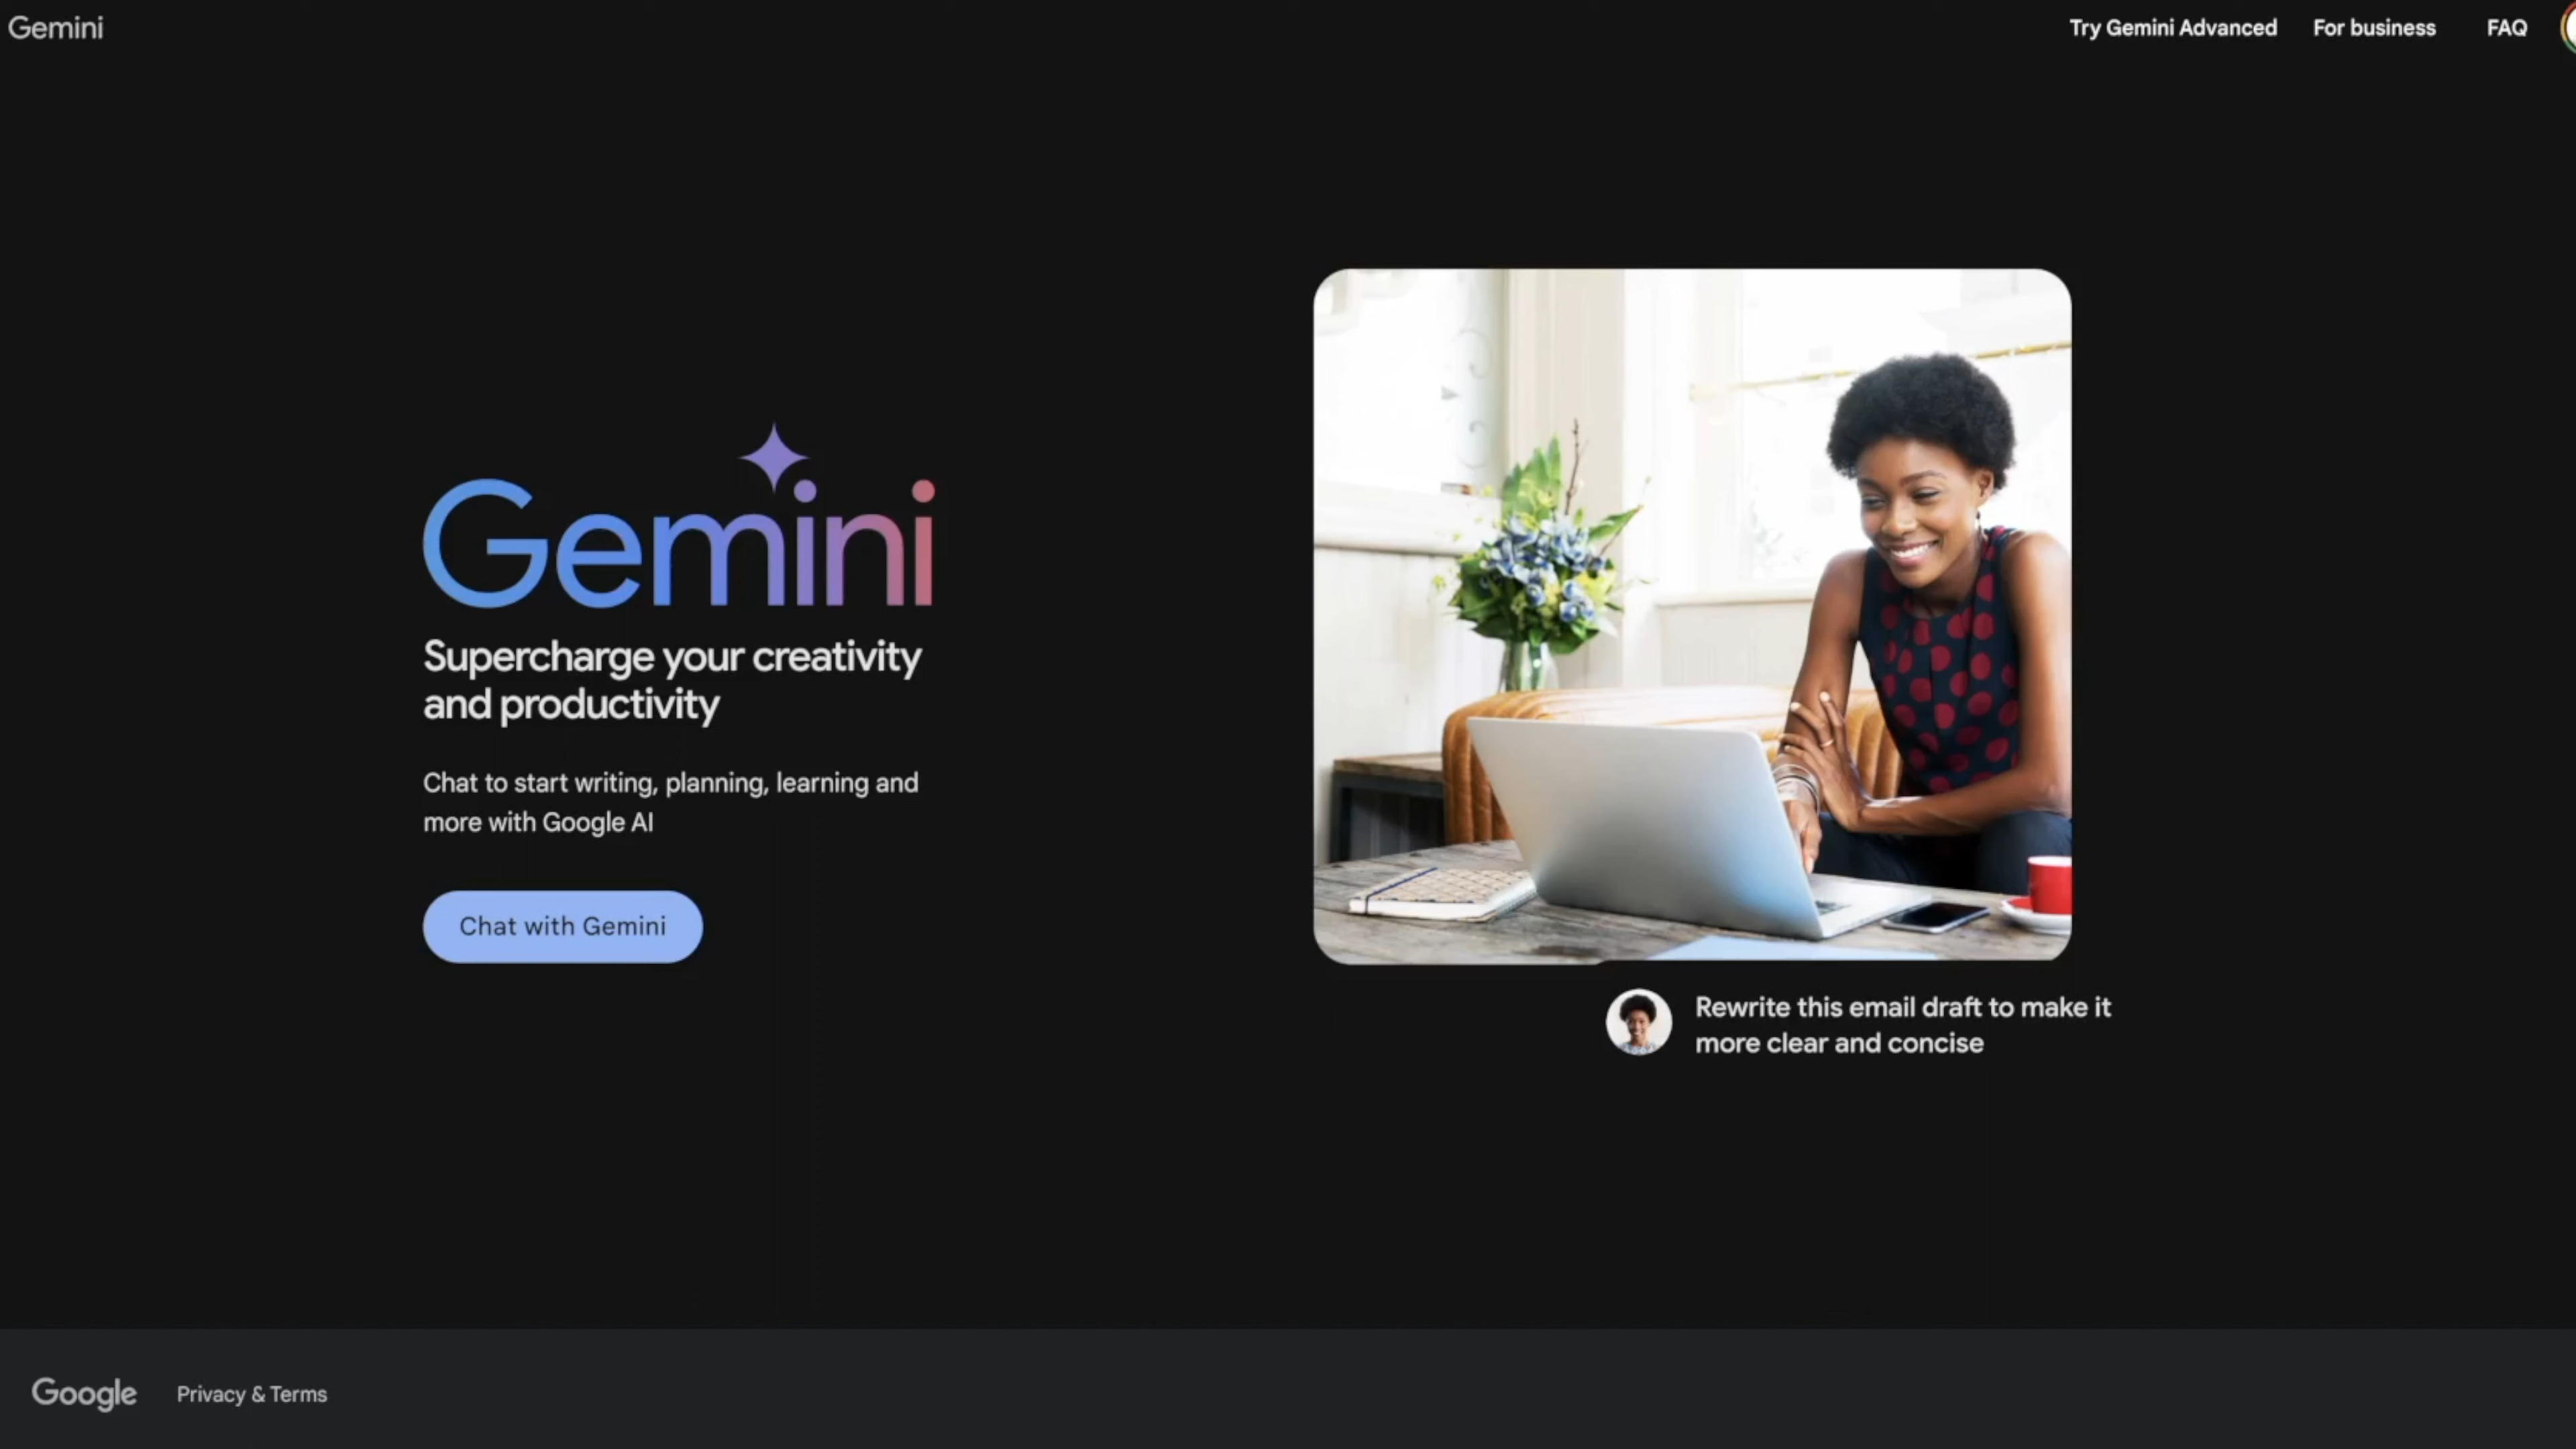 Gemini
Try Gemini Advanced
For business
FAQ
Gemini
Supercharge your creativity
and productivity
Chat to start writing, planning, learning and
more with Google AI
Chat with Gemini
Rewrite this email draft to make it
more clear and concise
Google
Privacy & Terms